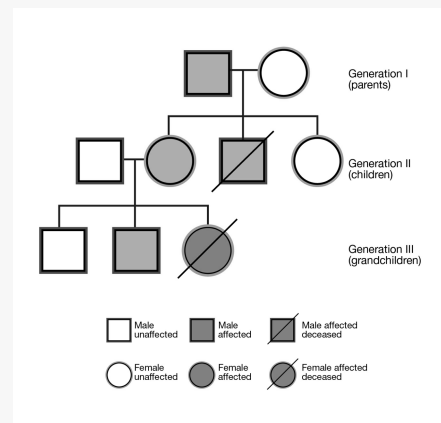 Generation I
(parents)
Generation II
(children)
Generation III
(grandchildren)
Male
unaffected
Male
affected
Male affected
deceased
Female
unaffected
Female
affected
Female affected
deceased